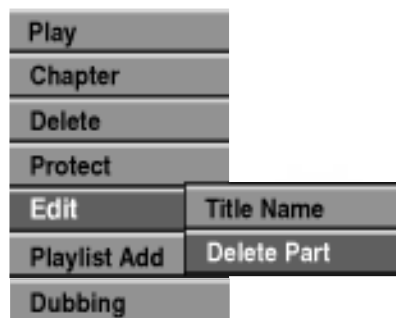 Play
Chapter
Delete
Protect
Edit
Title Name
Playlist Add
Delete Part
Dubbing